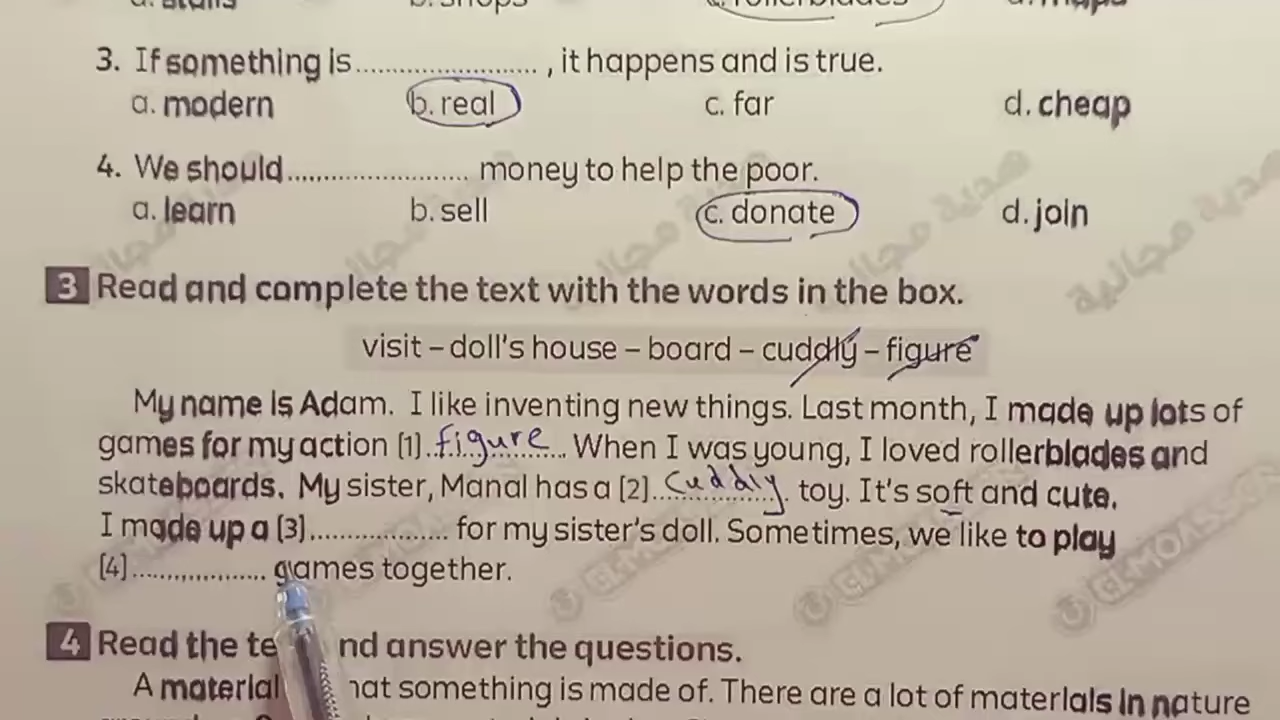 a. stalls b. shops c. rollerblades d. maps
3. If something is ........................ , it happens and is true.
a. modern b. real c. far d. cheap
4. We should ........................ money to help the poor.
a. learn b. sell c. donate d. join
3 Read and complete the text with the words in the box.
visit – doll's house – board – cuddly – figure
My name is Adam. I like inventing new things. Last month, I made up lots of
games for my action (1) figure. When I was young, I loved rollerblades and
skateboards. My sister, Manal has a (2) cuddly toy. It's soft and cute.
I made up a (3) .................. for my sister's doll. Sometimes, we like to play
(4) .................. games together.
4 Read the te nd answer the questions.
A material hat something is made of. There are a lot of materials in nature